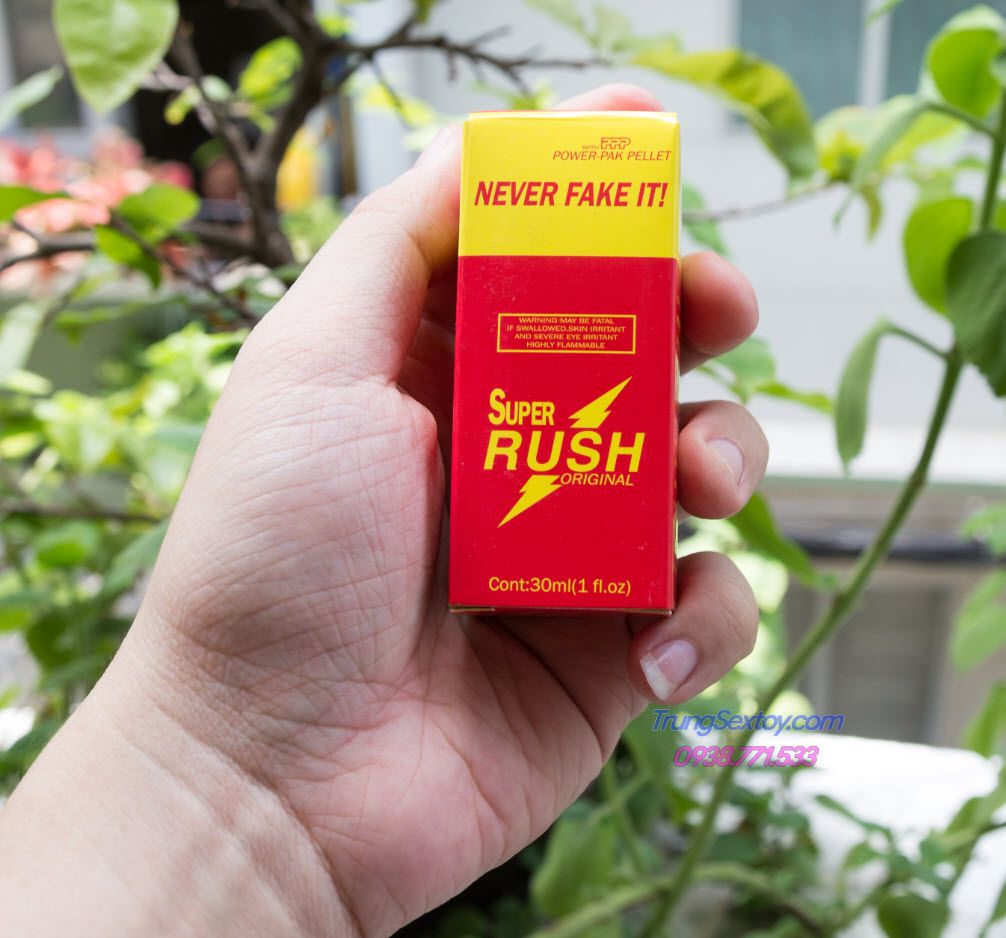 WITH PPP
POWER-PAK PELLET
NEVER FAKE IT!
WARNING MAY BE FATAL
IF SWALLOWED.SKIN IRRITANT
AND SEVERE EYE IRRITANT
HIGHLY FLAMMABLE
SUPER
RUSH
ORIGINAL
Cont:30ml(1 fl.oz)
TrungSextoy.com
0938.771.533